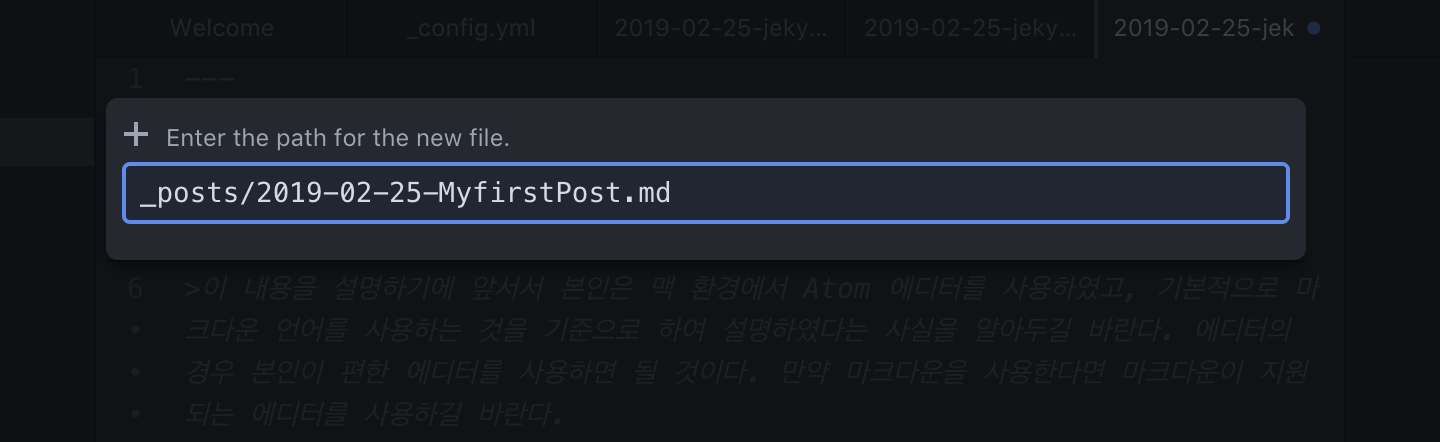 Welcome
_config.yml
2019-02-25-jeky...
2019-02-25-jeky...
2019-02-25-jek
1 ---
Enter the path for the new file.
_posts/2019-02-25-MyfirstPost.md
6 >이 내용을 설명하기에 앞서서 본인은 맥 환경에서 Atom 에디터를 사용하였고, 기본적으로 마
• 크다운 언어를 사용하는 것을 기준으로 하여 설명하였다는 사실을 알아두길 바란다. 에디터의
• 경우 본인이 편한 에디터를 사용하면 될 것이다. 만약 마크다운을 사용한다면 마크다운이 지원
• 되는 에디터를 사용하길 바란다.